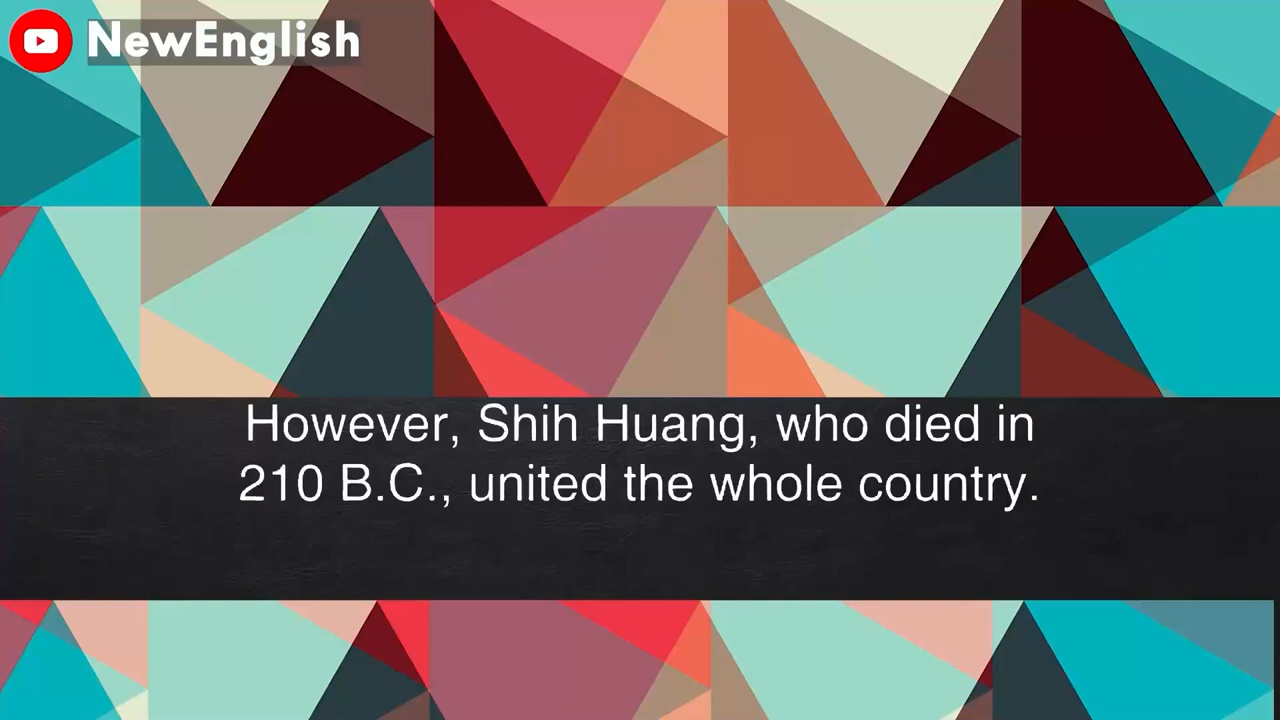 NewEnglish
However, Shih Huang, who died in
210 B.C., united the whole country.